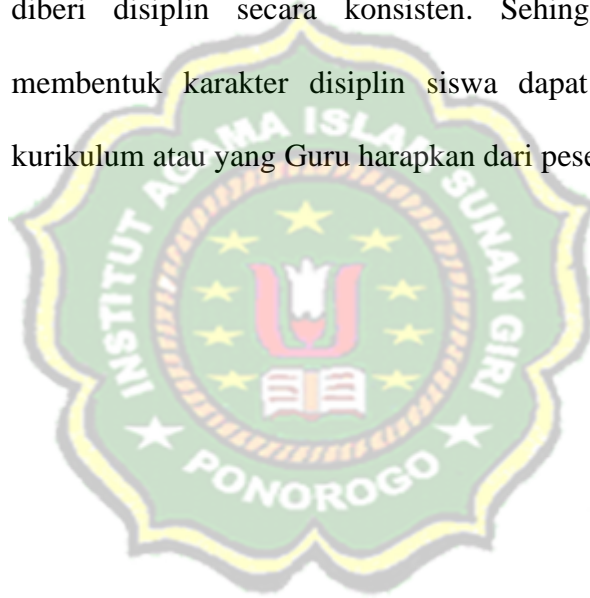 diberi disiplin secara konsisten. Sehing
membentuk karakter disiplin siswa dapat
kurikulum atau yang Guru harapkan dari pese
INSTITUT AGAMA ISLAM SUNAN GIRI
PONOROGO